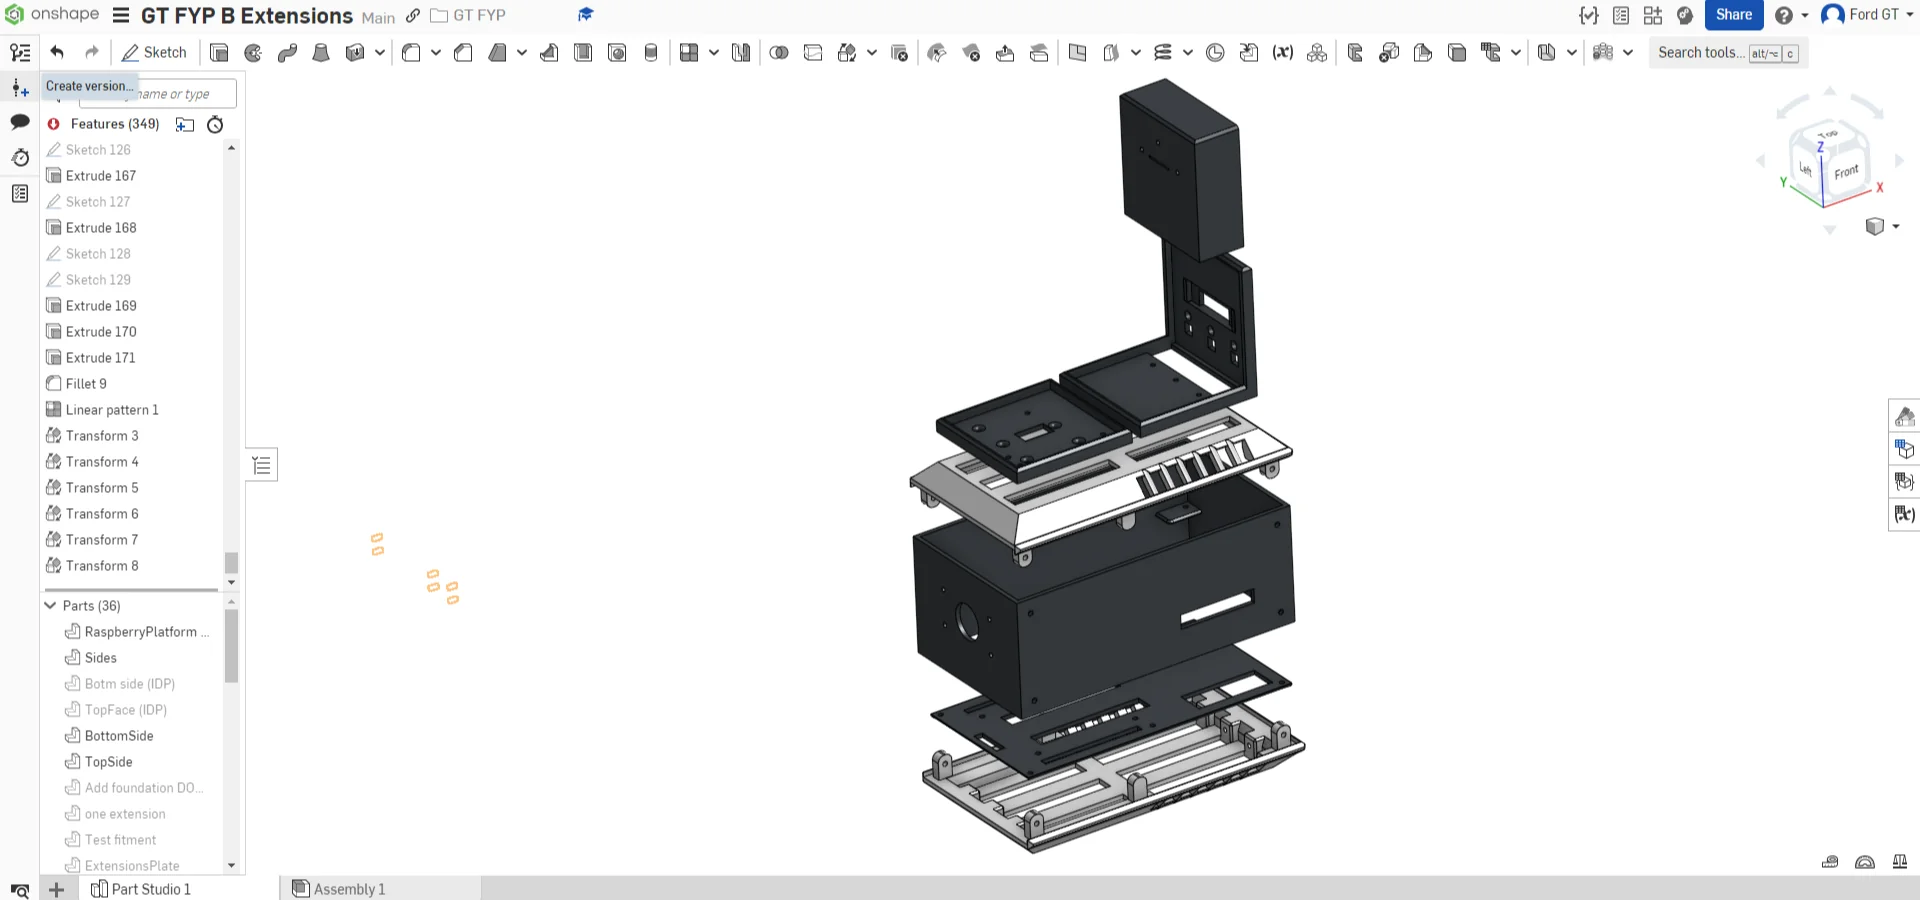 onshape GT FYP B Extensions Main GT FYP Share Ford GT
Sketch Search tools... alt/⌥ c
Create version... name or type
Features (349)
Sketch 126
Extrude 167
Sketch 127
Extrude 168
Sketch 128
Sketch 129
Extrude 169
Extrude 170
Extrude 171
Fillet 9
Linear pattern 1
Transform 3
Transform 4
Transform 5
Transform 6
Transform 7
Transform 8
Parts (36)
RaspberryPlatform ...
Sides
Botm side (IDP)
TopFace (IDP)
BottomSide
TopSide
Add foundation DO...
one extension
Test fitment
ExtensionsPlate
Part Studio 1 Assembly 1
Top
Z
Left Front
Y X